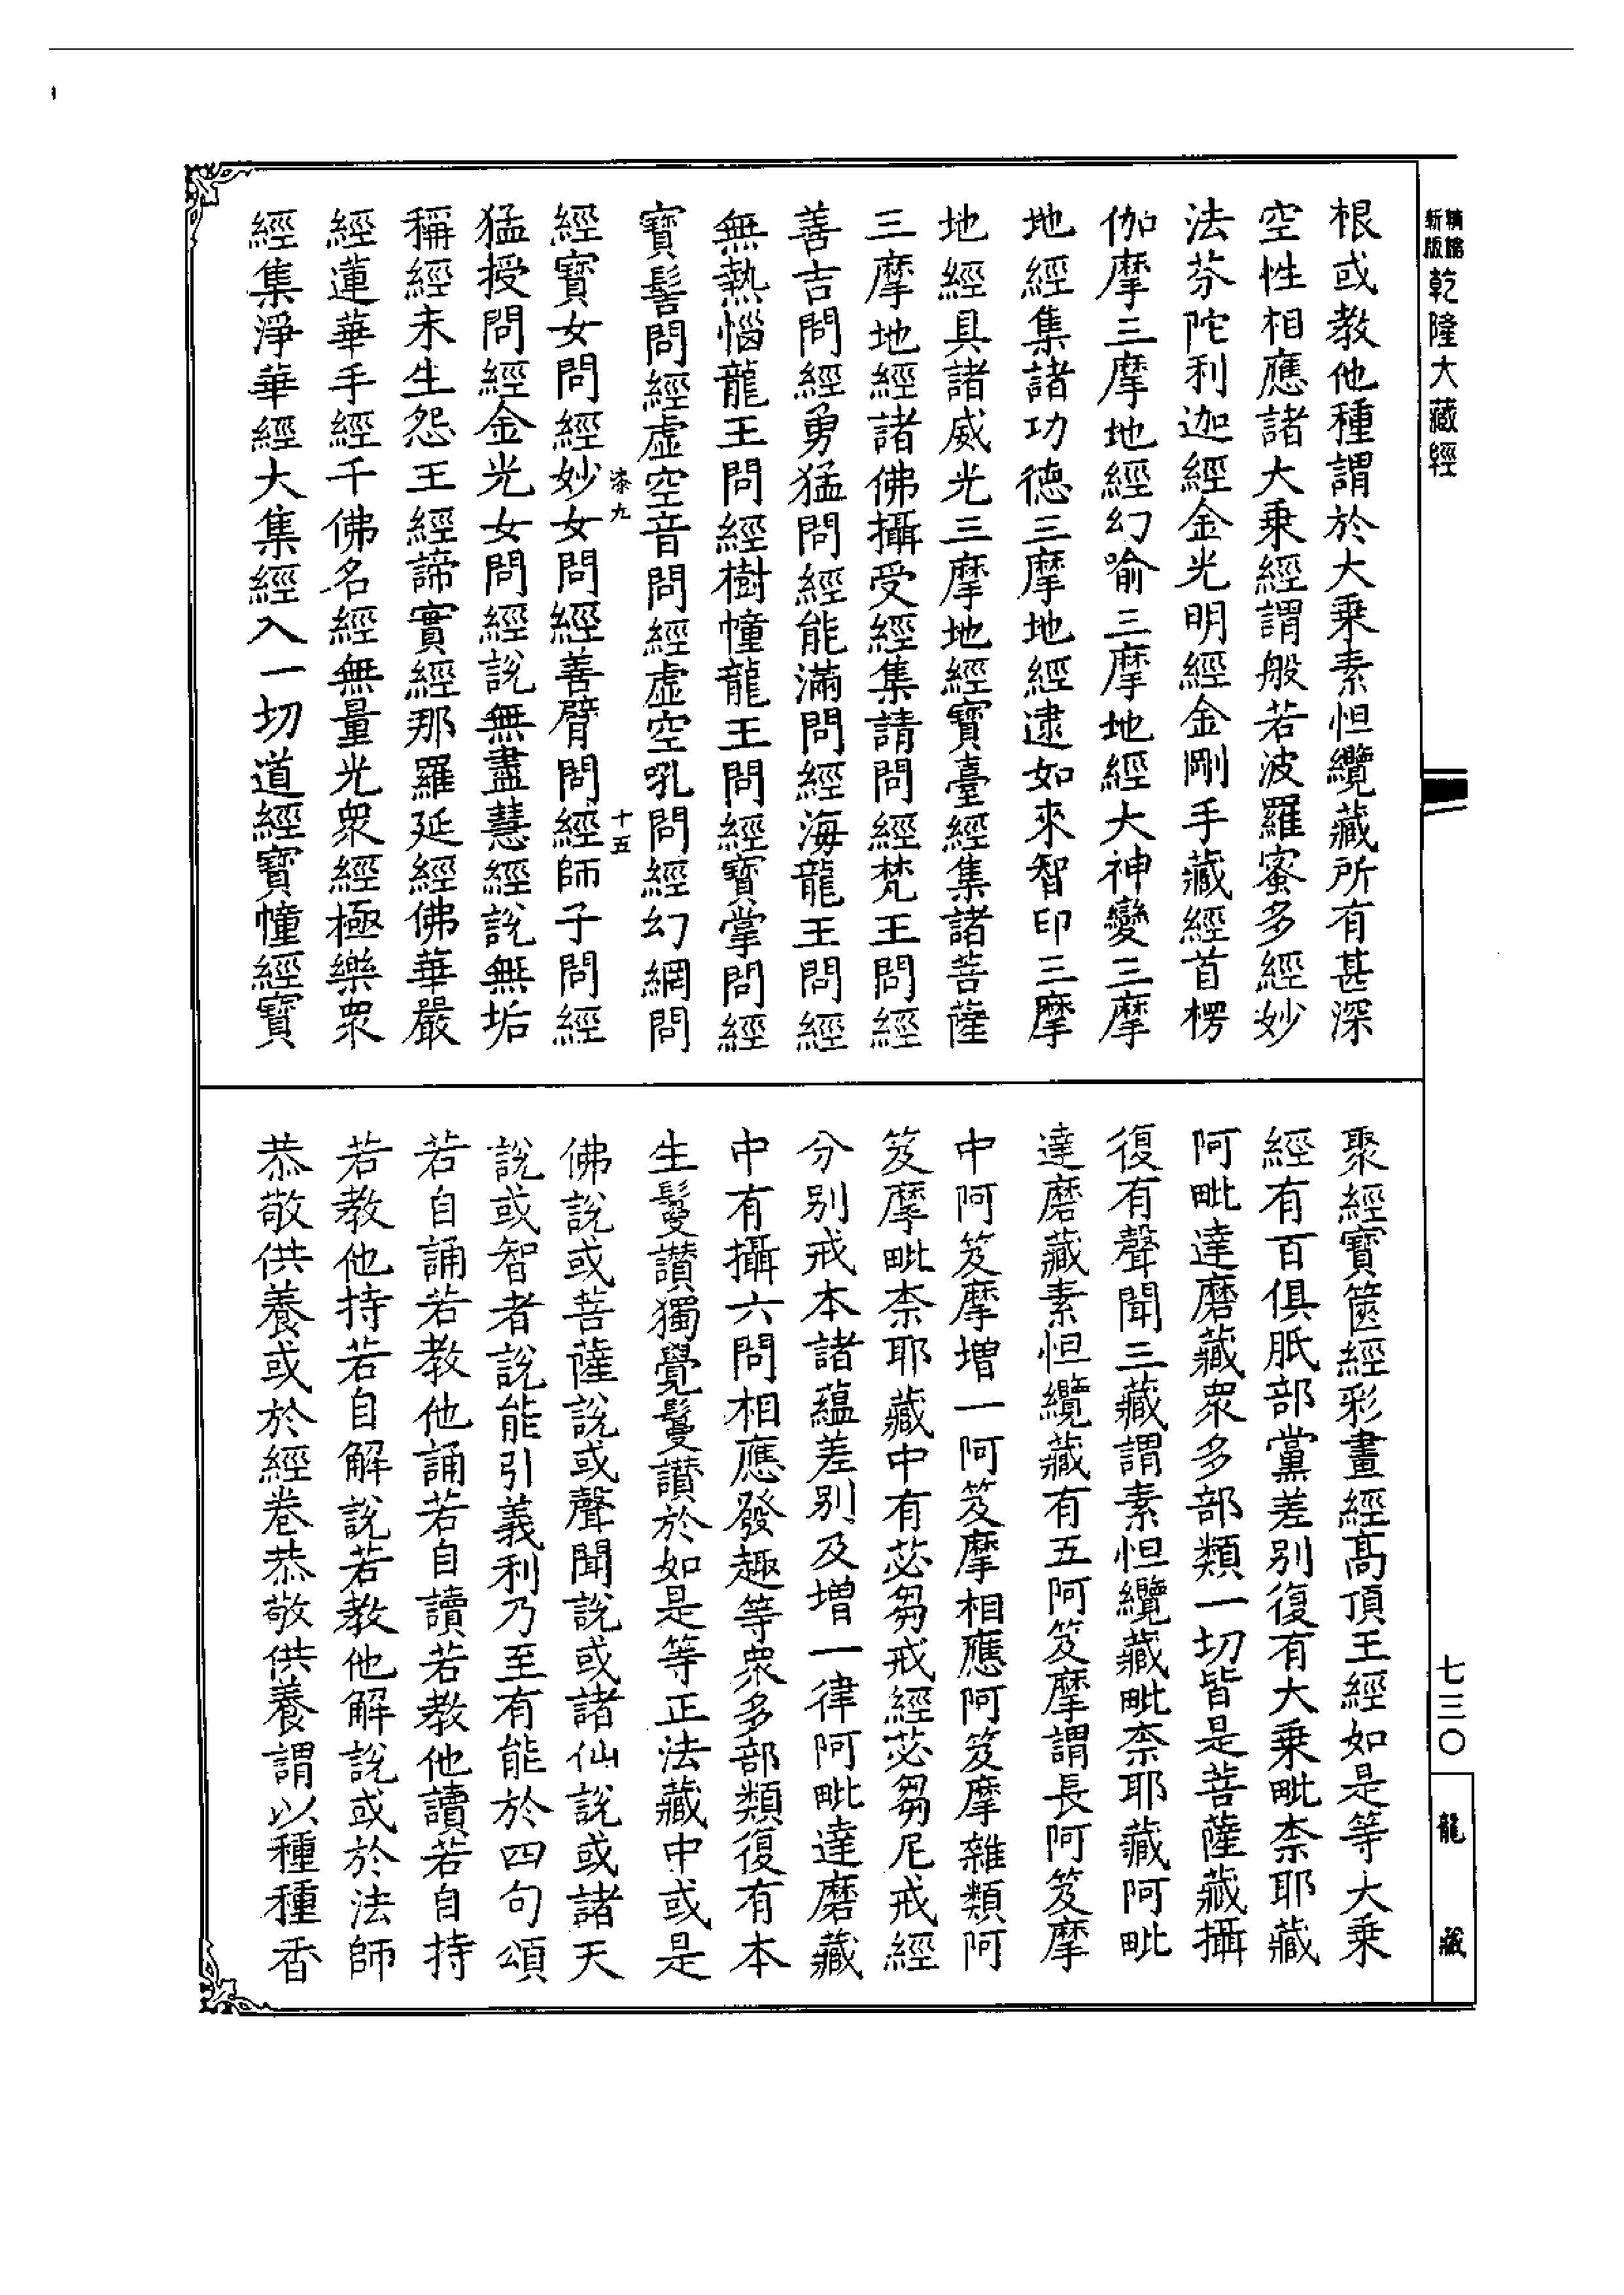 精縮新版
乾隆大藏經
根或教他種謂於大乗素怛纜藏所有甚深
空性相應諸大乗經謂般若波羅蜜多經妙
法芬陀利迦經金光明經金剛手藏經首楞
伽摩三摩地經幻喻三摩地經大神變三摩
地經集諸功德三摩地經逮如來智印三摩
地經具諸威光三摩地經寶臺經集諸菩薩
三摩地經諸佛攝受經集請問經梵王問經
善吉問經勇猛問經能滿問經海龍王問經
無熱惱龍王問經樹幢龍王問經寶掌問經
寶髻問經虛空音問經虛空吼問經幻網問
經寶女問經妙女問經善臂問經師子問經
漆九
十五
猛授問經金光女問經說無盡慧經說無垢
稱經未生怨王經諦實經那羅延經佛華嚴
經蓮華手經千佛名經無量光衆經極樂衆
經集淨華經大集經入一切道經寶幢經寶
聚經寶篋經彩畫經高頂王經如是等大乗
經有百俱胝部黨差別復有大乗毗柰耶藏
阿毗達磨藏衆多部類一切皆是菩薩藏攝
復有聲聞三藏謂素怛纜藏毗柰耶藏阿毗
達磨藏素怛纜藏有五阿笈摩謂長阿笈摩
中阿笈摩增一阿笈摩相應阿笈摩雜類阿
笈摩毗柰耶藏中有苾芻戒經苾芻尼戒經
分別戒本諸蘊差別及增一律阿毗達磨藏
中有攝六問相應發趣等衆多部類復有本
生鬘讃獨覺鬘讃於如是等正法藏中或是
佛說或菩薩說或聲聞說或諸仙說或諸天
說或智者說能引義利乃至有能於四句頌
若自誦若教他誦若自讀若教他讀若自持
若教他持若自解說若教他解說或於法師
恭敬供養或於經卷恭敬供養謂以種種香
七三〇
龍藏